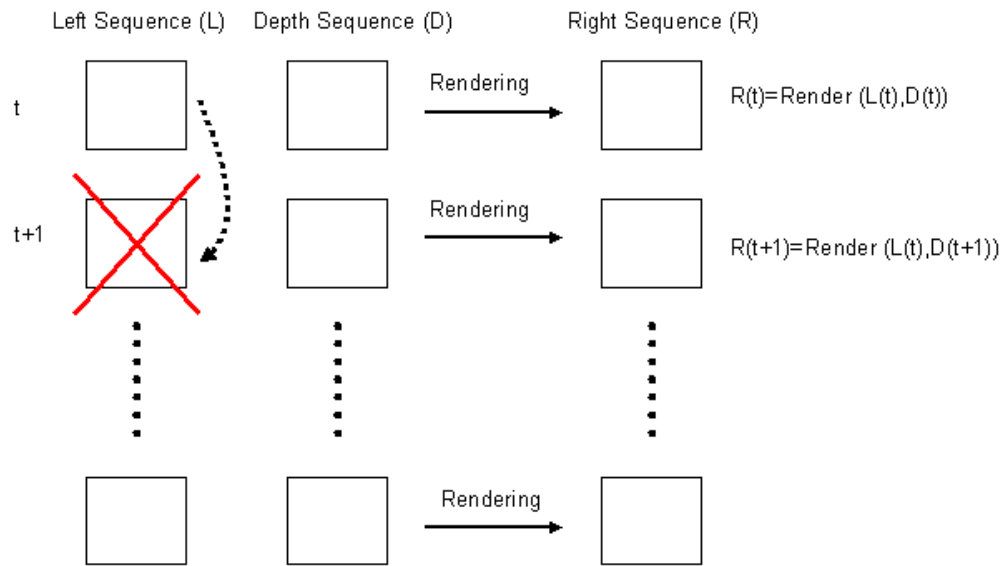 Left Sequence (L)
Depth Sequence (D)
Right Sequence (R)
t
Rendering
R(t)=Render (L(t),D(t))
t+1
Rendering
R(t+1)=Render (L(t),D(t+1))
Rendering